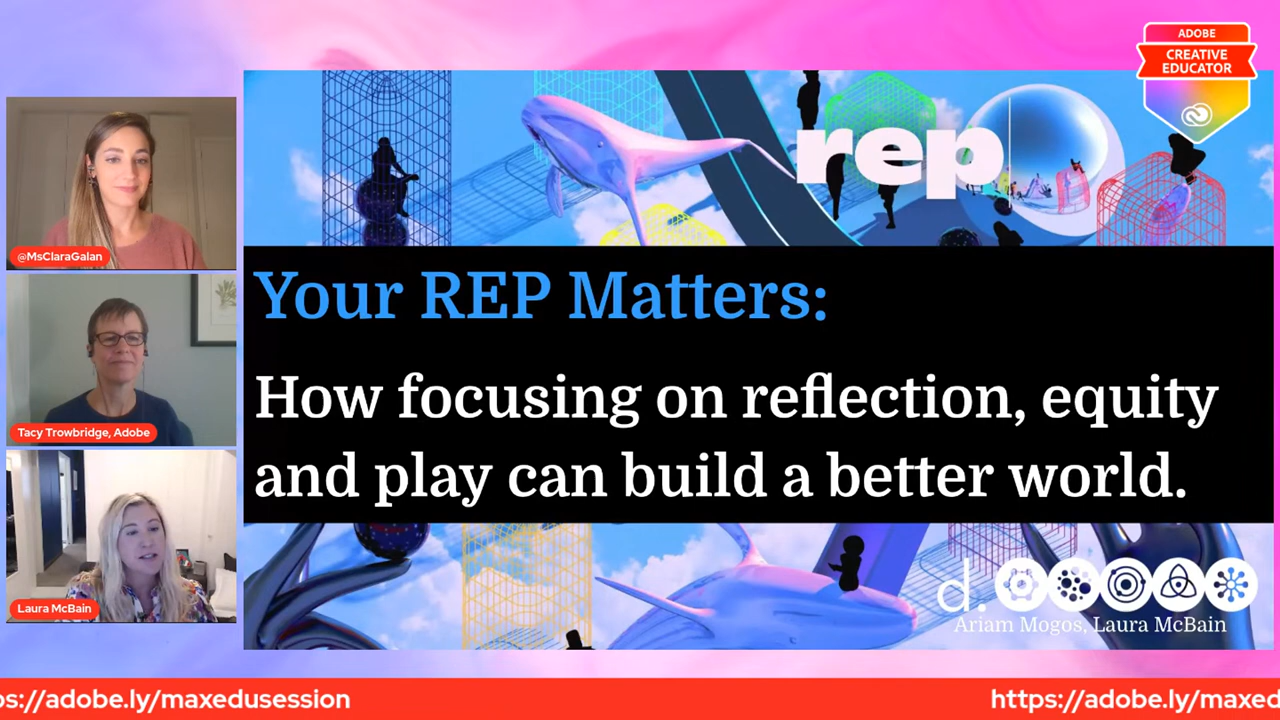 ADOBE
CREATIVE
EDUCATOR
rep
@MsClaraGalan
Your REP Matters:
How focusing on reflection, equity
and play can build a better world.
Tacy Trowbridge, Adobe
Laura McBain
d.
Ariam Mogos, Laura McBain
ps://adobe.ly/maxedusession
https://adobe.ly/maxed